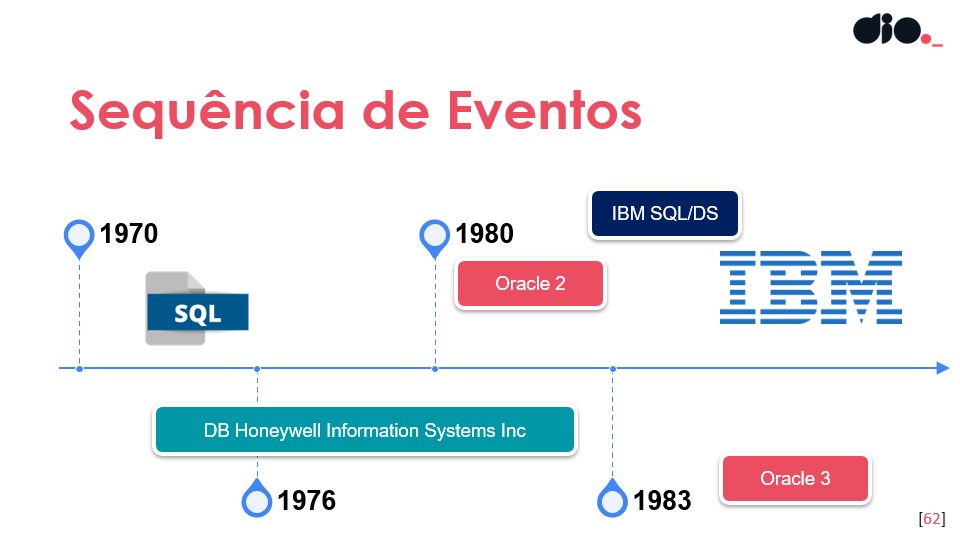 dio._
Sequência de Eventos
IBM SQL/DS
1970
1980
Oracle 2
IBM
SQL
DB Honeywell Information Systems Inc
Oracle 3
1976
1983
[62]